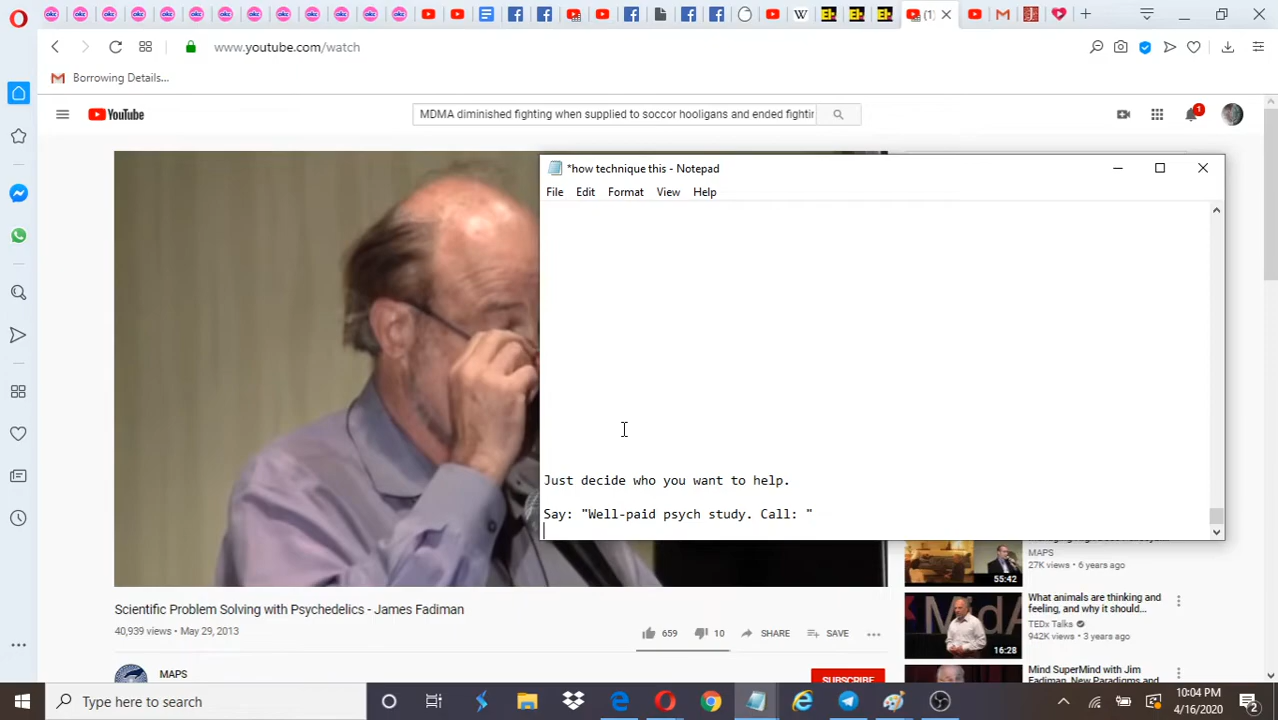 (1)
www.youtube.com/watch
Borrowing Details...
YouTube
MDMA diminished fighting when supplied to soccor hooligans and ended fightin
1
*how technique this - Notepad
File Edit Format View Help
Just decide who you want to help.
Say: "Well-paid psych study. Call: "
Scientific Problem Solving with Psychedelics - James Fadiman
40,939 views • May 29, 2013
659 10 SHARE SAVE
MAPS
SUBSCRIBE
MAPS
27K views • 6 years ago
55:42
What animals are thinking and
feeling, and why it should...
TEDx Talks
942K views • 3 years ago
16:28
Mind SuperMind with Jim
Fadiman, New Paradigms and
Type here to search
10:04 PM
4/16/2020
2